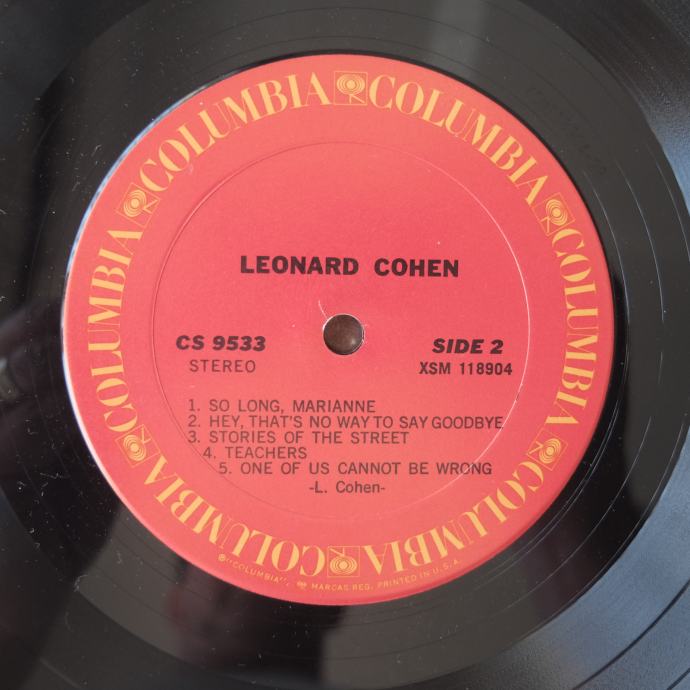 COLUMBIA COLUMBIA COLUMBIA COLUMBIA COLUMBIA COLUMBIA
LEONARD COHEN
CS 9533
STEREO
SIDE 2
XSM 118904
1. SO LONG, MARIANNE
2. HEY, THAT'S NO WAY TO SAY GOODBYE
3. STORIES OF THE STREET
4. TEACHERS
5. ONE OF US CANNOT BE WRONG
-L. Cohen-
®"COLUMBIA", MARCAS REG. PRINTED IN U.S.A.